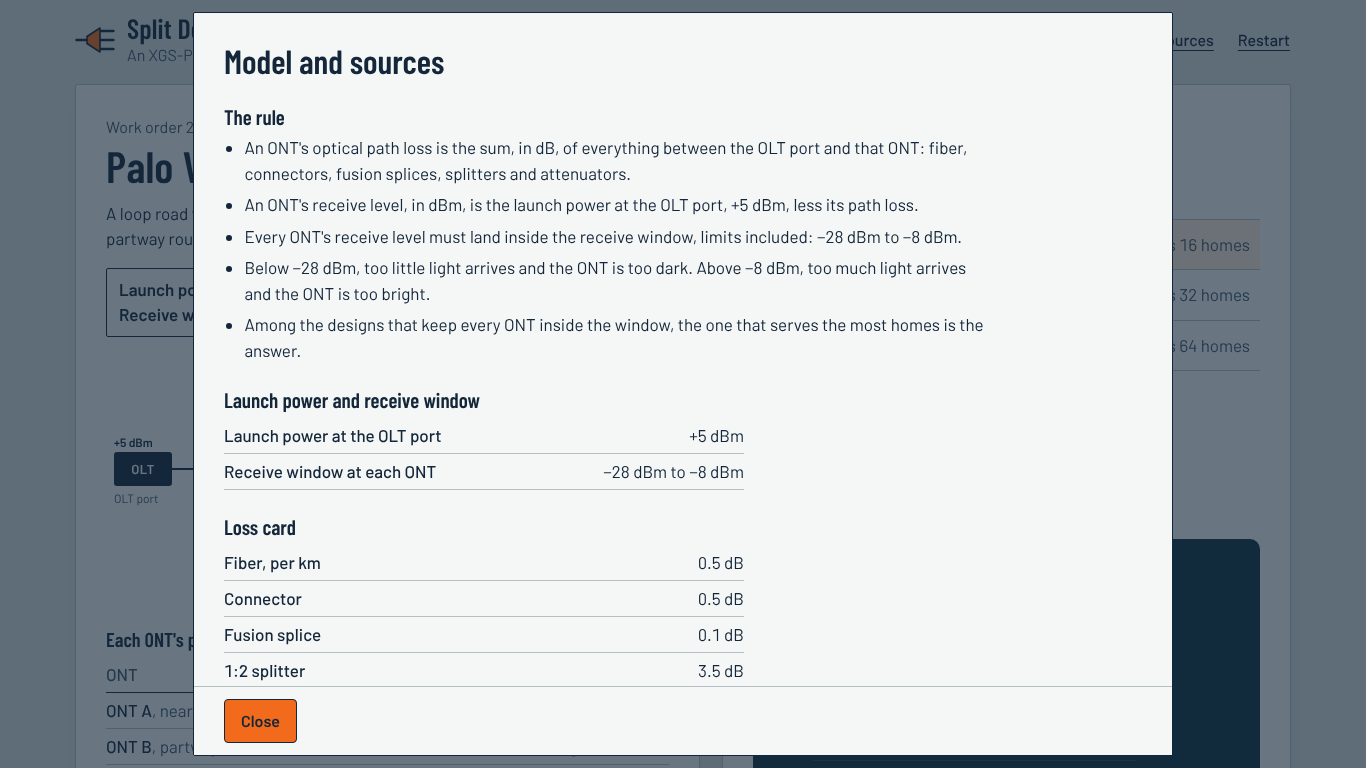 Split
An
ources
Restart
Work order
Palo
A loop road
partway
Launch
Receive
16 homes
32 homes
64 homes
+5 dBm
OLT
OLT port
Each ONT's
ONT
ONT A, near
ONT B,
Model and sources
The rule
An ONT's optical path loss is the sum, in dB, of everything between the OLT port and that ONT: fiber,
connectors, fusion splices, splitters and attenuators.
An ONT's receive level, in dBm, is the launch power at the OLT port, +5 dBm, less its path loss.
Every ONT's receive level must land inside the receive window, limits included: −28 dBm to −8 dBm.
Below −28 dBm, too little light arrives and the ONT is too dark. Above −8 dBm, too much light arrives
and the ONT is too bright.
Among the designs that keep every ONT inside the window, the one that serves the most homes is the
answer.
Launch power and receive window
Launch power at the OLT port +5 dBm
Receive window at each ONT −28 dBm to −8 dBm
Loss card
Fiber, per km 0.5 dB
Connector 0.5 dB
Fusion splice 0.1 dB
1:2 splitter 3.5 dB
Close